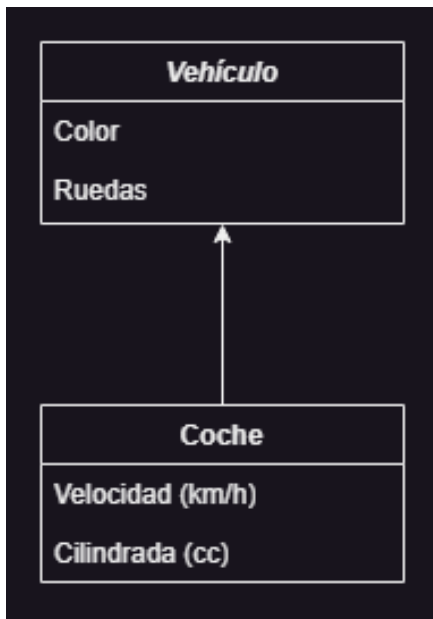 Vehículo
Color
Ruedas
Coche
Velocidad (km/h)
Cilindrada (cc)